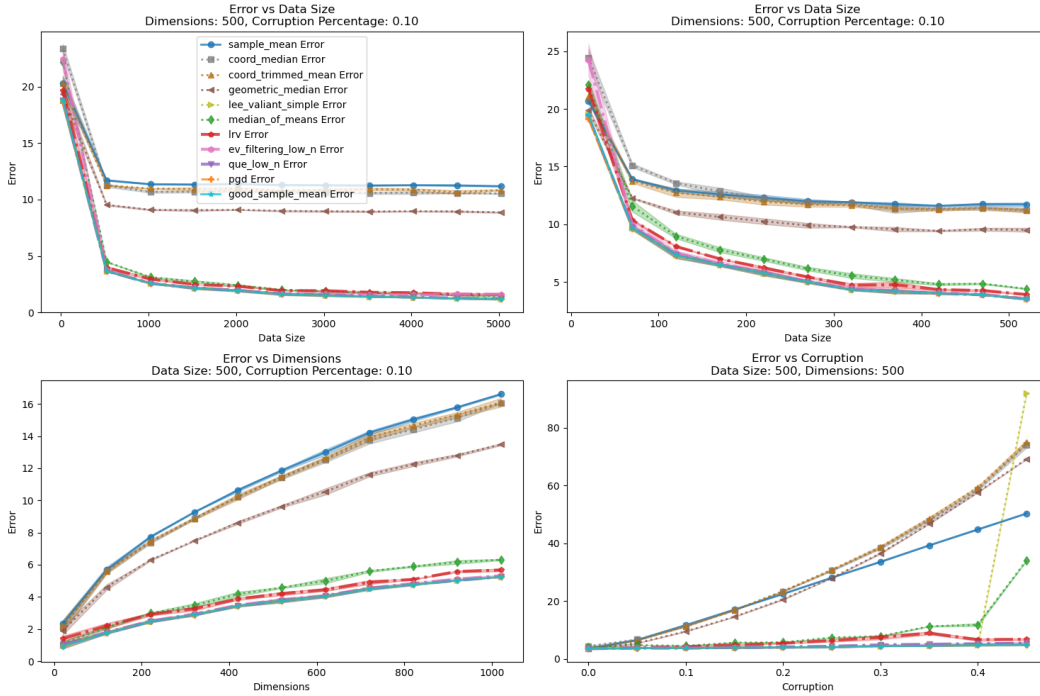 Error vs Data Size
Dimensions: 500, Corruption Percentage: 0.10
Error
20
15
10
5
0
0
1000
2000
3000
4000
5000
Data Size
sample_mean Error
coord_median Error
coord_trimmed_mean Error
geometric_median Error
lee_valiant_simple Error
median_of_means Error
lrv Error
ev_filtering_low_n Error
que_low_n Error
pgd Error
good_sample_mean Error
Error vs Data Size
Dimensions: 500, Corruption Percentage: 0.10
Error
25
20
15
10
5
0
100
200
300
400
500
Data Size
Error vs Dimensions
Data Size: 500, Corruption Percentage: 0.10
Error
16
14
12
10
8
6
4
2
0
0
200
400
600
800
1000
Dimensions
Error vs Corruption
Data Size: 500, Dimensions: 500
Error
80
60
40
20
0
0.0
0.1
0.2
0.3
0.4
Corruption